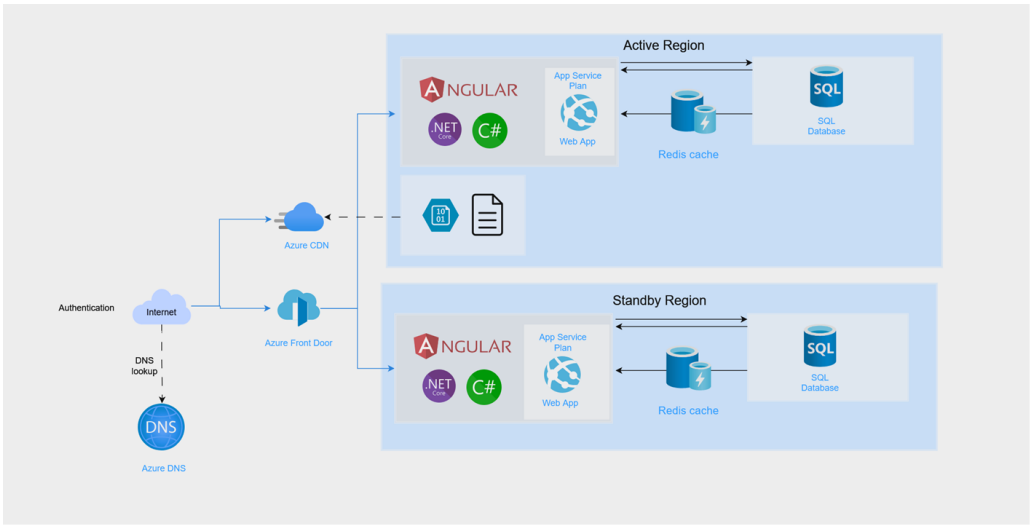 Active Region
ANGULAR
.NET
Core
C#
App Service
Plan
Web App
Redis cache
SQL
SQL
Database
10
01
Azure CDN
Authentication
Internet
Azure Front Door
DNS
lookup
DNS
Azure DNS
Standby Region
ANGULAR
.NET
Core
C#
App Service
Plan
Web App
Redis cache
SQL
SQL
Database